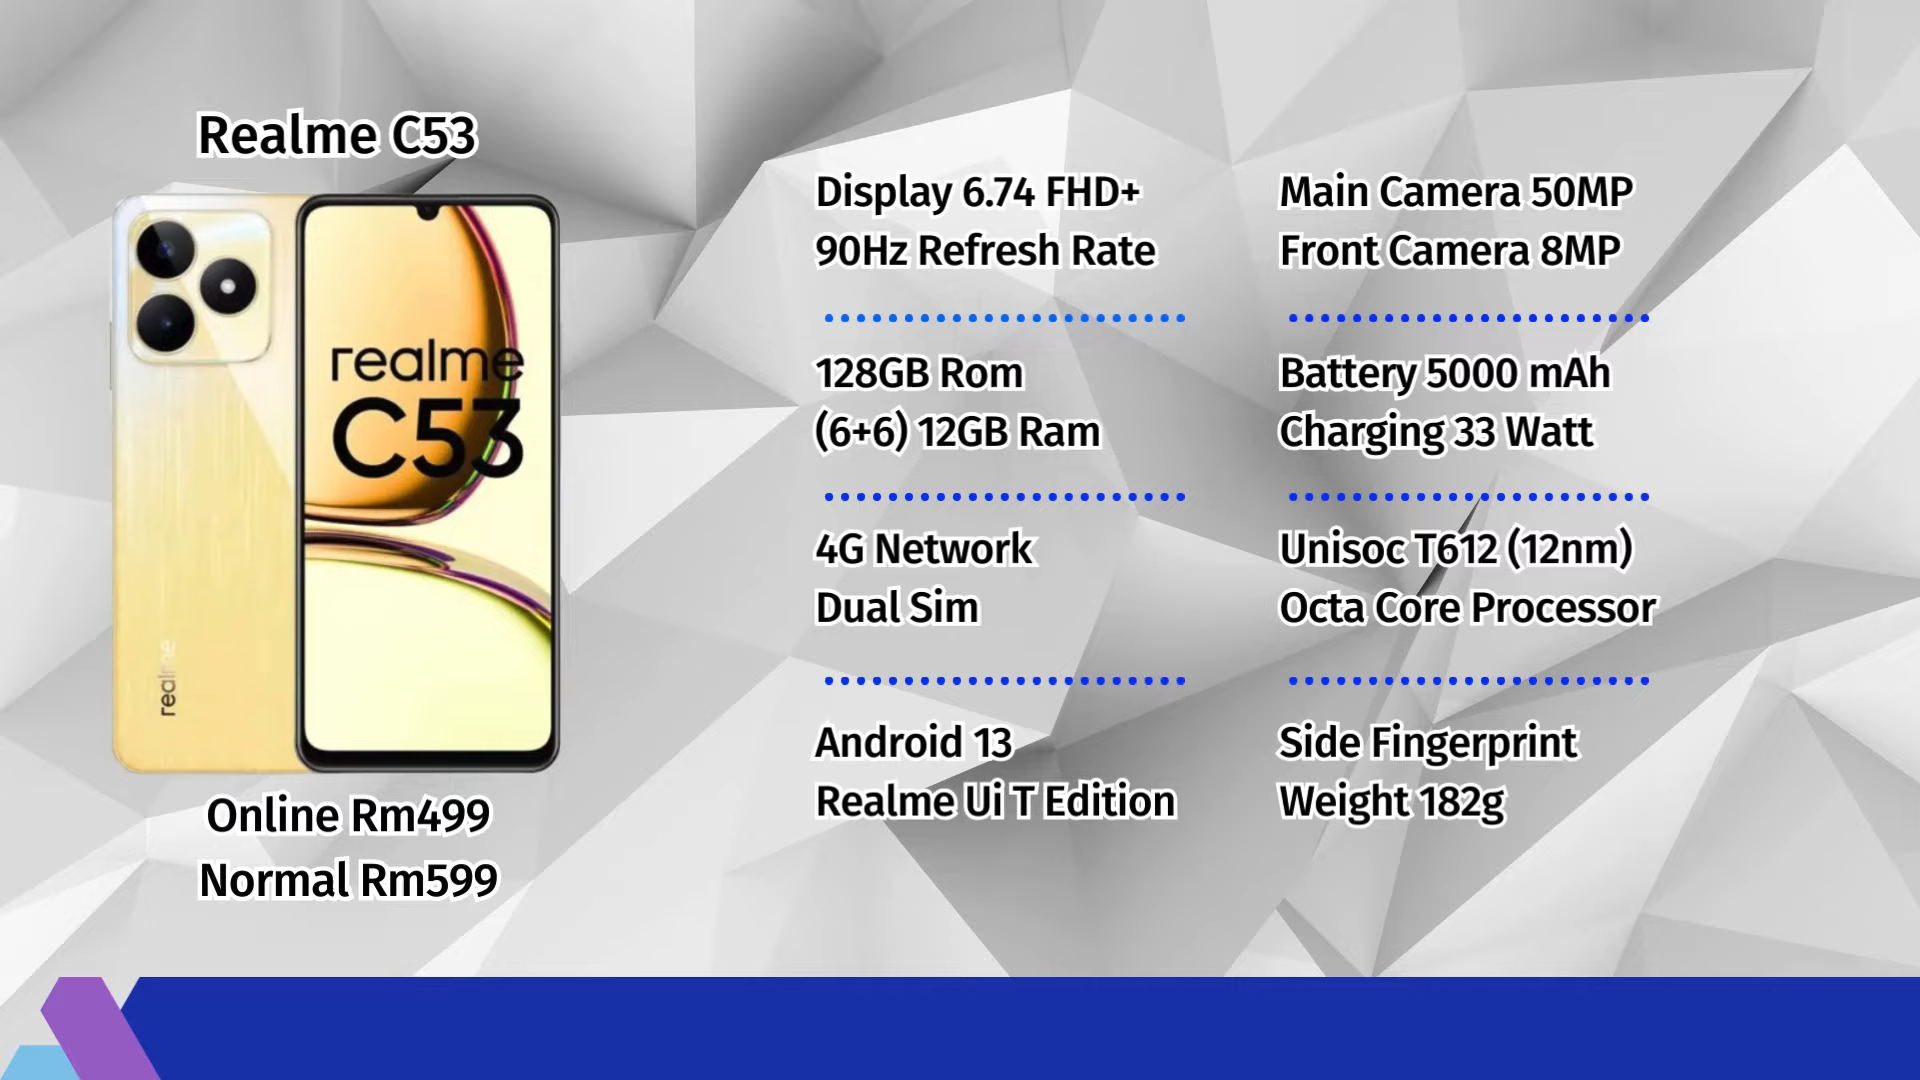 Realme C53
realme
C53
realme
Online Rm499
Normal Rm599
Display 6.74 FHD+
90Hz Refresh Rate
128GB Rom
(6+6) 12GB Ram
4G Network
Dual Sim
Android 13
Realme Ui T Edition
Main Camera 50MP
Front Camera 8MP
Battery 5000 mAh
Charging 33 Watt
Unisoc T612 (12nm)
Octa Core Processor
Side Fingerprint
Weight 182g